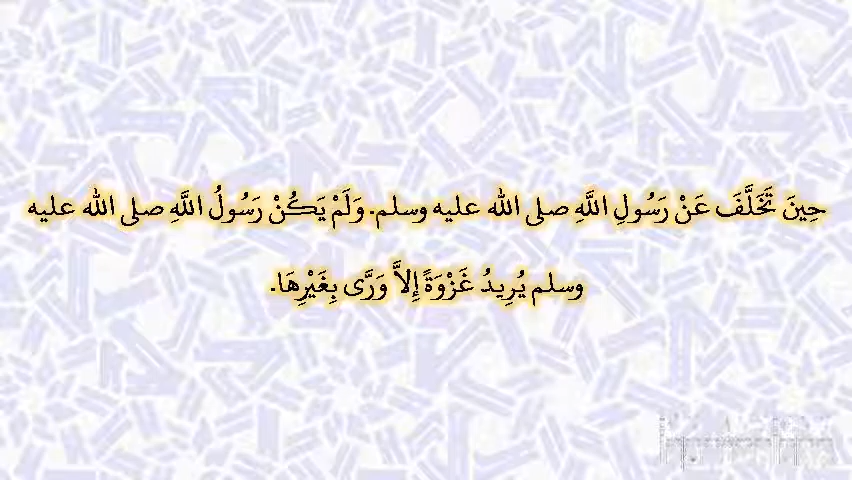 حِينَ تَخَلَّفَ عَنْ رَسُولِ اللَّهِ صلى الله عليه وسلم. وَلَمْ يَكُنْ رَسُولُ اللَّهِ صلى الله عليه
وسلم يُرِيدُ غَزْوَةً إِلاَّ وَرَّى بِغَيْرِهَا.